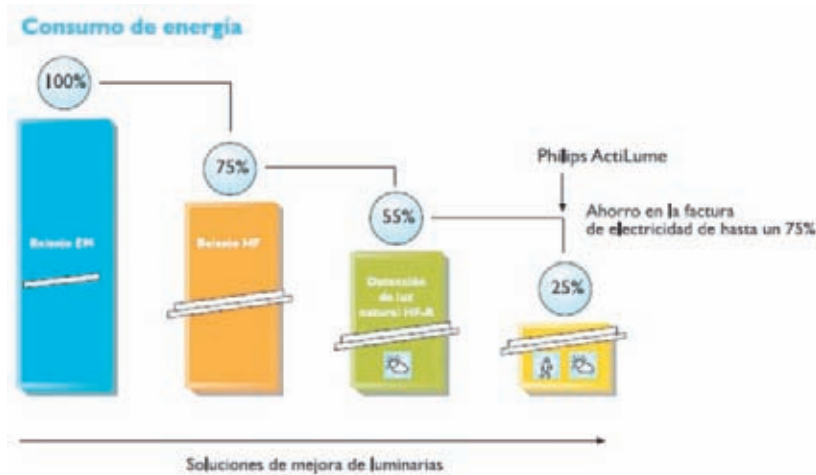 Consumo de energía
100%
75%
Philips ActiLume
55%
Ahorro en la factura
de electricidad de hasta un 75%
25%
Balasto EM
Balasto HF
Detección
de luz
natural HF-R
Soluciones de mejora de luminarias